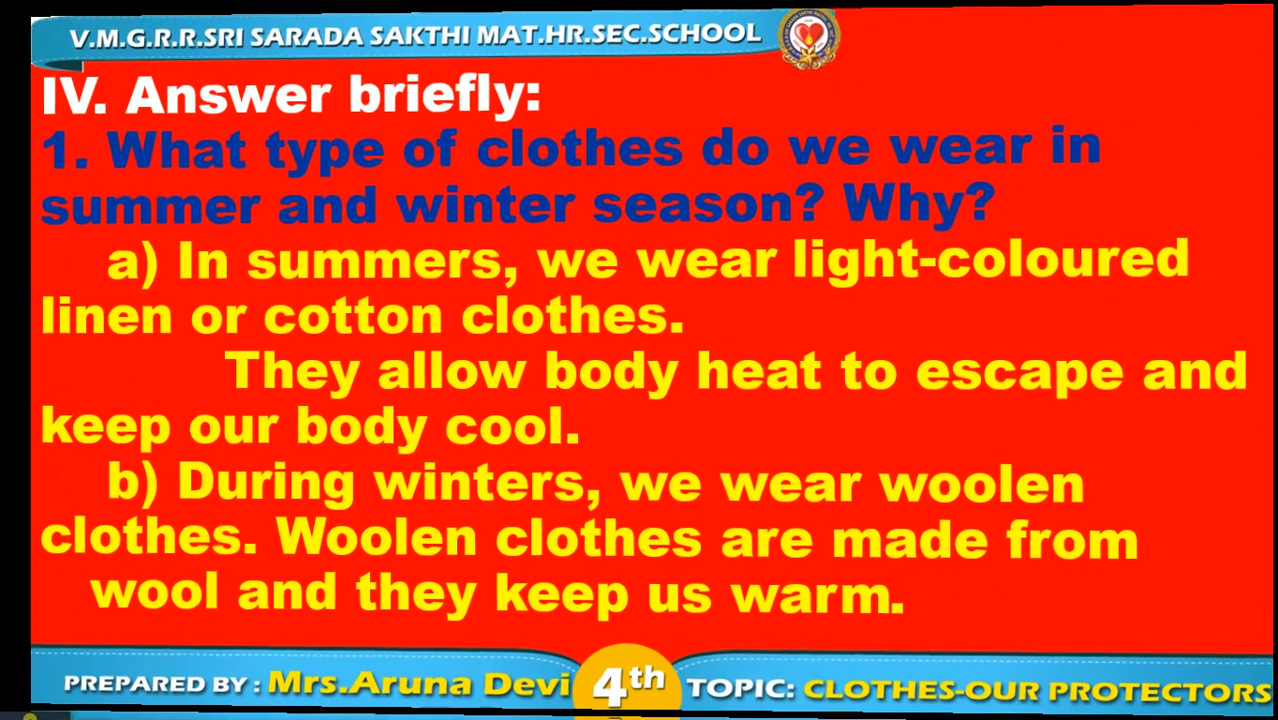 V.M.G.R.R.SRI SARADA SAKTHI MAT.HR.SEC.SCHOOL
IV. Answer briefly:
1. What type of clothes do we wear in
summer and winter season? Why?
a) In summers, we wear light-coloured
linen or cotton clothes.
They allow body heat to escape and
keep our body cool.
b) During winters, we wear woolen
clothes. Woolen clothes are made from
wool and they keep us warm.
PREPARED BY : Mrs.Aruna Devi
4th
TOPIC: CLOTHES-OUR PROTECTORS